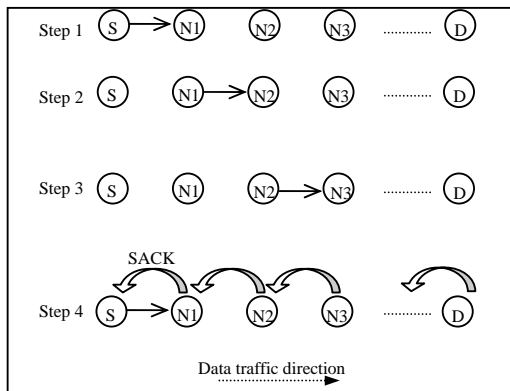 Step 1 S N1 N2 N3 ........... D
Step 2 S N1 N2 N3 ........... D
Step 3 S N1 N2 N3 ........... D
SACK
Step 4 S N1 N2 N3 ........... D
Data traffic direction